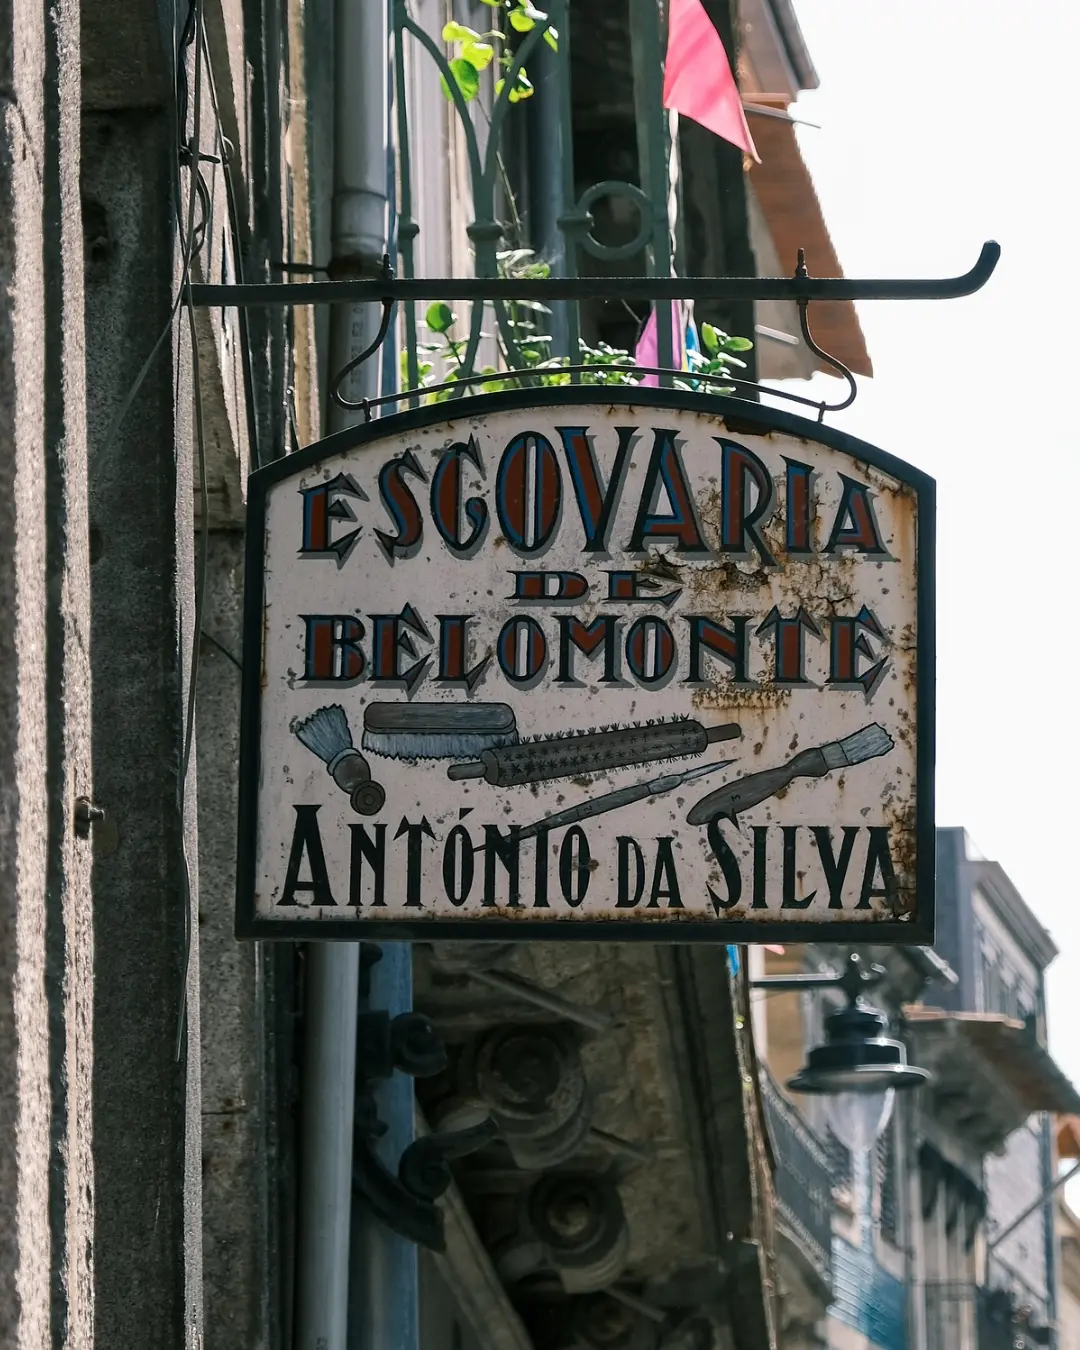 ESCOVARIA
DE
BELOMONTE
ANTÓNIO DA SILVA